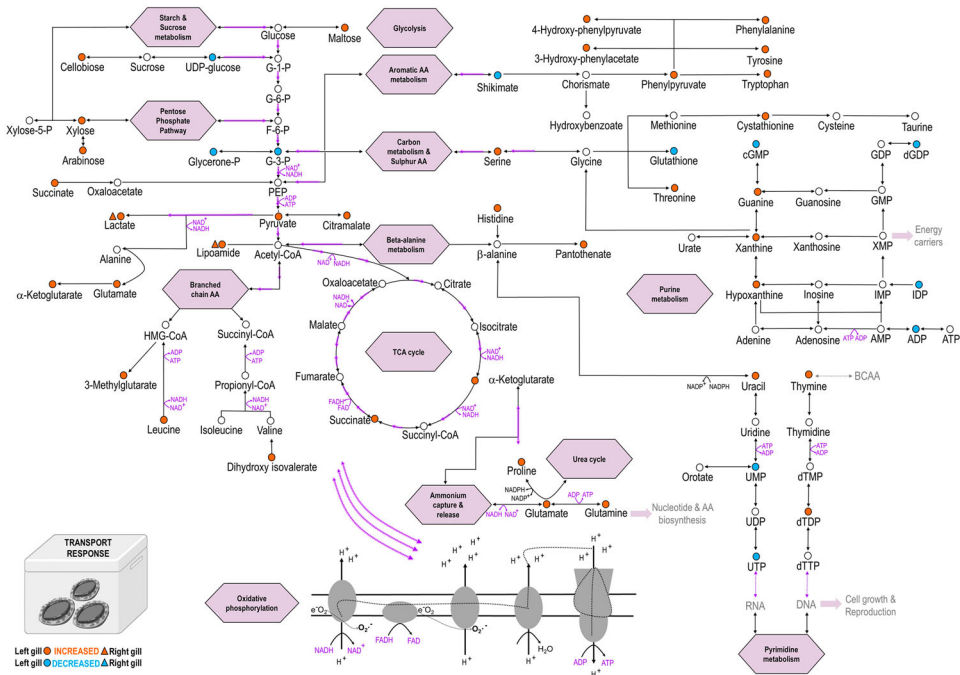 Starch &
Sucrose
metabolism
Glucose
Maltose
Glycolysis
4-Hydroxy-phenylpyruvate
Phenylalanine
3-Hydroxy-phenylacetate
Tyrosine
Cellobiose
Sucrose
UDP-glucose
G-1-P
Aromatic AA
metabolism
Shikimate
Chorismate
Phenylpyruvate
Tryptophan
G-6-P
Xylose-5-P
Xylose
Pentose
Phosphate
Pathway
F-6-P
Hydroxybenzoate
Methionine
Cystathionine
Cysteine
Taurine
Arabinose
Glycerone-P
G-3-P
Carbon
metabolism &
Sulphur AA
Serine
Glycine
Glutathione
cGMP
GDP
dGDP
NAD⁺
NADH
Succinate
Oxaloacetate
PEP
Threonine
Guanine
Guanosine
GMP
ADP
ATP
Lactate
NAD⁺
NADH
Pyruvate
Citramalate
Histidine
Alanine
Lipoamide
Acetyl-CoA
NAD⁺ NADH
Beta-alanine
metabolism
β-alanine
Pantothenate
Urate
Xanthine
Xanthosine
XMP
Energy
carriers
α-Ketoglutarate
Glutamate
Branched
chain AA
Oxaloacetate
Citrate
Purine
metabolism
Hypoxanthine
Inosine
IMP
IDP
NADH
NAD⁺
HMG-CoA
Succinyl-CoA
Malate
Isocitrate
Adenine
Adenosine
ATP ADP
AMP
ADP
ATP
ADP
ATP
ADP
ATP
TCA cycle
NAD⁺
NADH
3-Methylglutarate
Propionyl-CoA
Fumarate
α-Ketoglutarate
NADP⁺ NADPH
Uracil
Thymine
BCAA
NADH
NAD⁺
NADH
NAD⁺
FADH
FAD
NAD⁺
NADH
Leucine
Isoleucine
Valine
Succinate
Succinyl-CoA
Uridine
Thymidine
ATP
ADP
ATP
ADP
Dihydroxy isovalerate
Proline
Urea cycle
Orotate
UMP
dTMP
NADPH
NADP⁺
Ammonium
capture &
release
NADH NAD⁺
Glutamate
ADP ATP
Glutamine
Nucleotide & AA
biosynthesis
UDP
dTDP
TRANSPORT
RESPONSE
H⁺
H⁺
H⁺
H⁺
H⁺
H⁺
H⁺
H⁺
H⁺
H⁺
H⁺
UTP
dTTP
Oxidative
phosphorylation
e⁻O₂
e⁻O₂
O₂·⁻
O₂·⁻
RNA
DNA
Cell growth &
Reproduction
NADH
NAD⁺
H⁺
FADH
FAD
H⁺
H⁺
H₂O
ADP
ATP
H⁺
Left gill INCREASED Right gill
Left gill DECREASED Right gill
Pyrimidine
metabolism